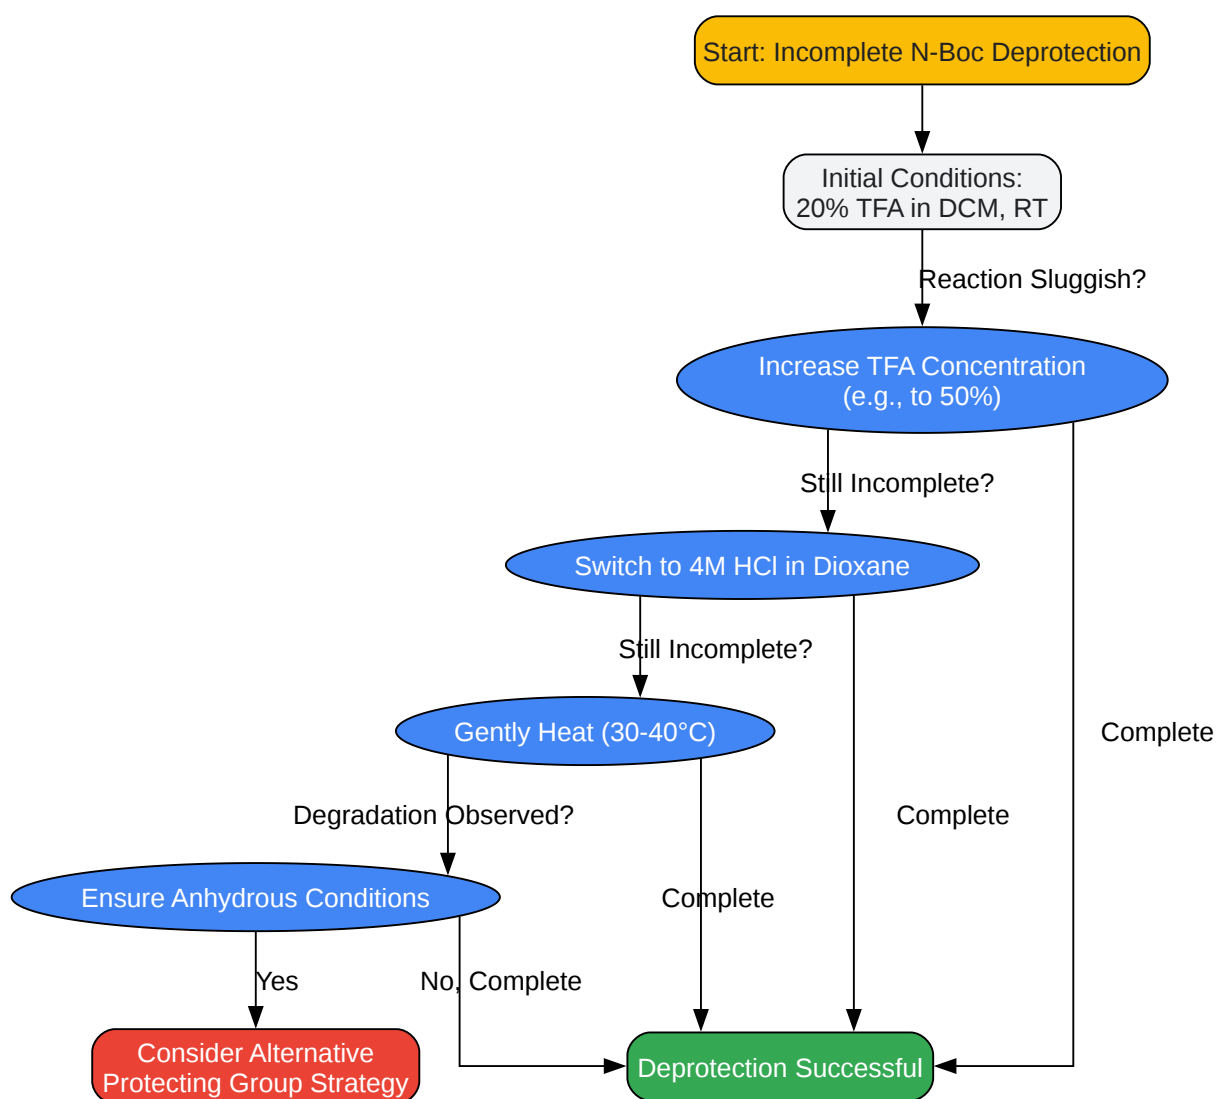 Start: Incomplete N-Boc Deprotection
Initial Conditions:
20% TFA in DCM, RT
Reaction Sluggish?
Increase TFA Concentration
(e.g., to 50%)
Still Incomplete?
Switch to 4M HCl in Dioxane
Still Incomplete?
Gently Heat (30-40°C)
Complete
Degradation Observed?
Complete
Ensure Anhydrous Conditions
Complete
Yes
No, Complete
Consider Alternative
Protecting Group Strategy
Deprotection Successful